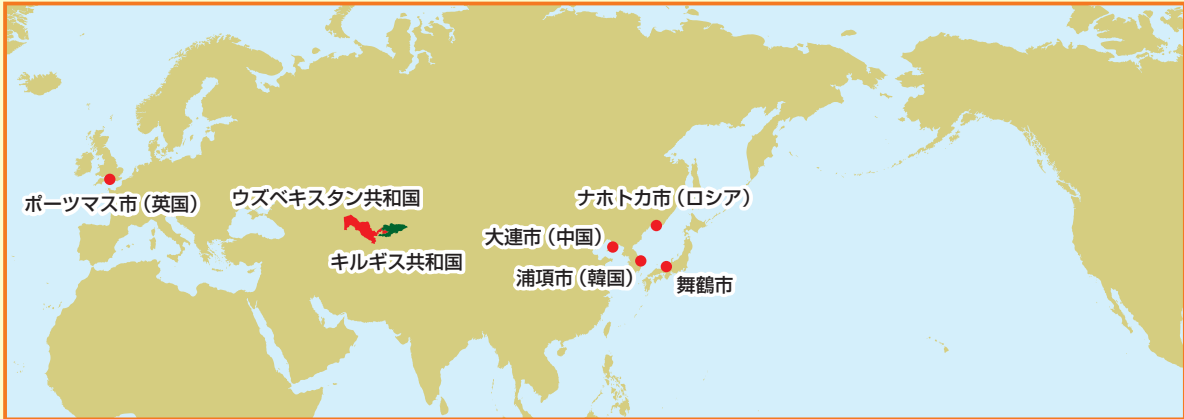 ポーツマス市（英国）
ウズベキスタン共和国
キルギス共和国
ナホトカ市（ロシア）
大連市（中国）
浦項市（韓国）
舞鶴市